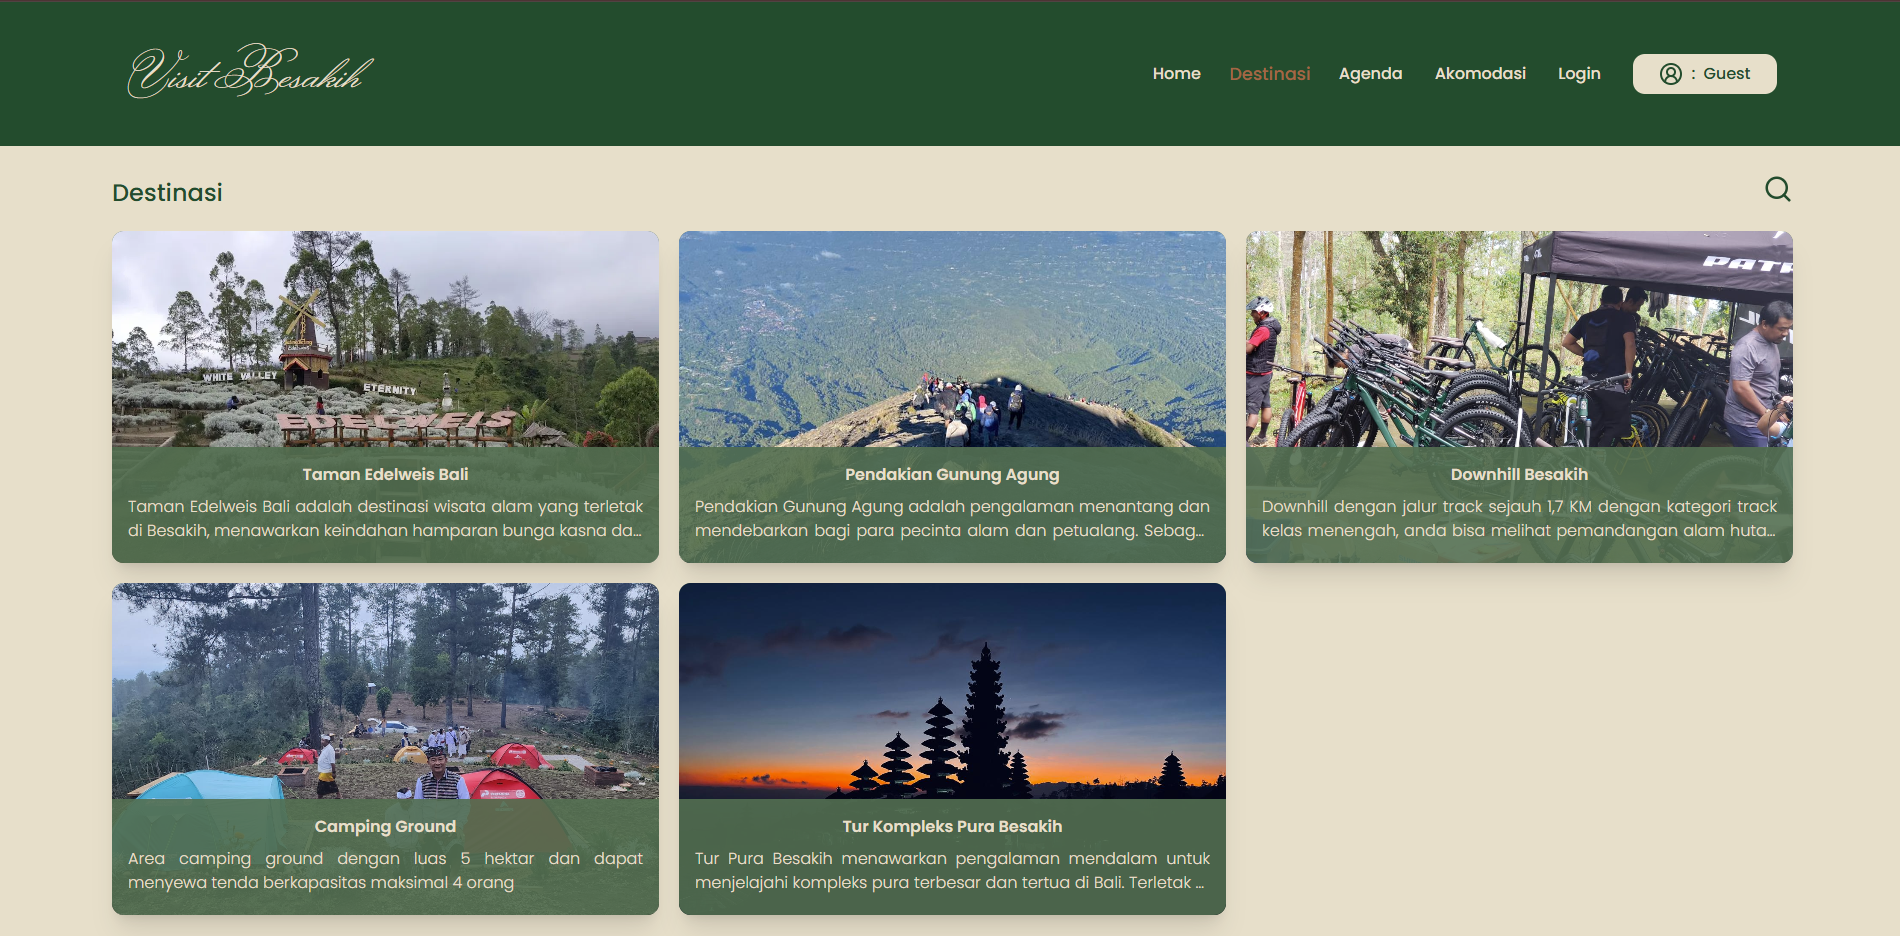 Visit Besakih
Home Destinasi Agenda Akomodasi Login : Guest
Destinasi
WHITE VALLEY
ETERNITY
EDELWEIS
PATR
Taman Edelweis Bali
Taman Edelweis Bali adalah destinasi wisata alam yang terletak
di Besakih, menawarkan keindahan hamparan bunga kasna da...
Pendakian Gunung Agung
Pendakian Gunung Agung adalah pengalaman menantang dan
mendebarkan bagi para pecinta alam dan petualang. Sebag...
Downhill Besakih
Downhill dengan jalur track sejauh 1,7 KM dengan kategori track
kelas menengah, anda bisa melihat pemandangan alam huta...
Camping Ground
Area camping ground dengan luas 5 hektar dan dapat
menyewa tenda berkapasitas maksimal 4 orang
Tur Kompleks Pura Besakih
Tur Pura Besakih menawarkan pengalaman mendalam untuk
menjelajahi kompleks pura terbesar dan tertua di Bali. Terletak ...